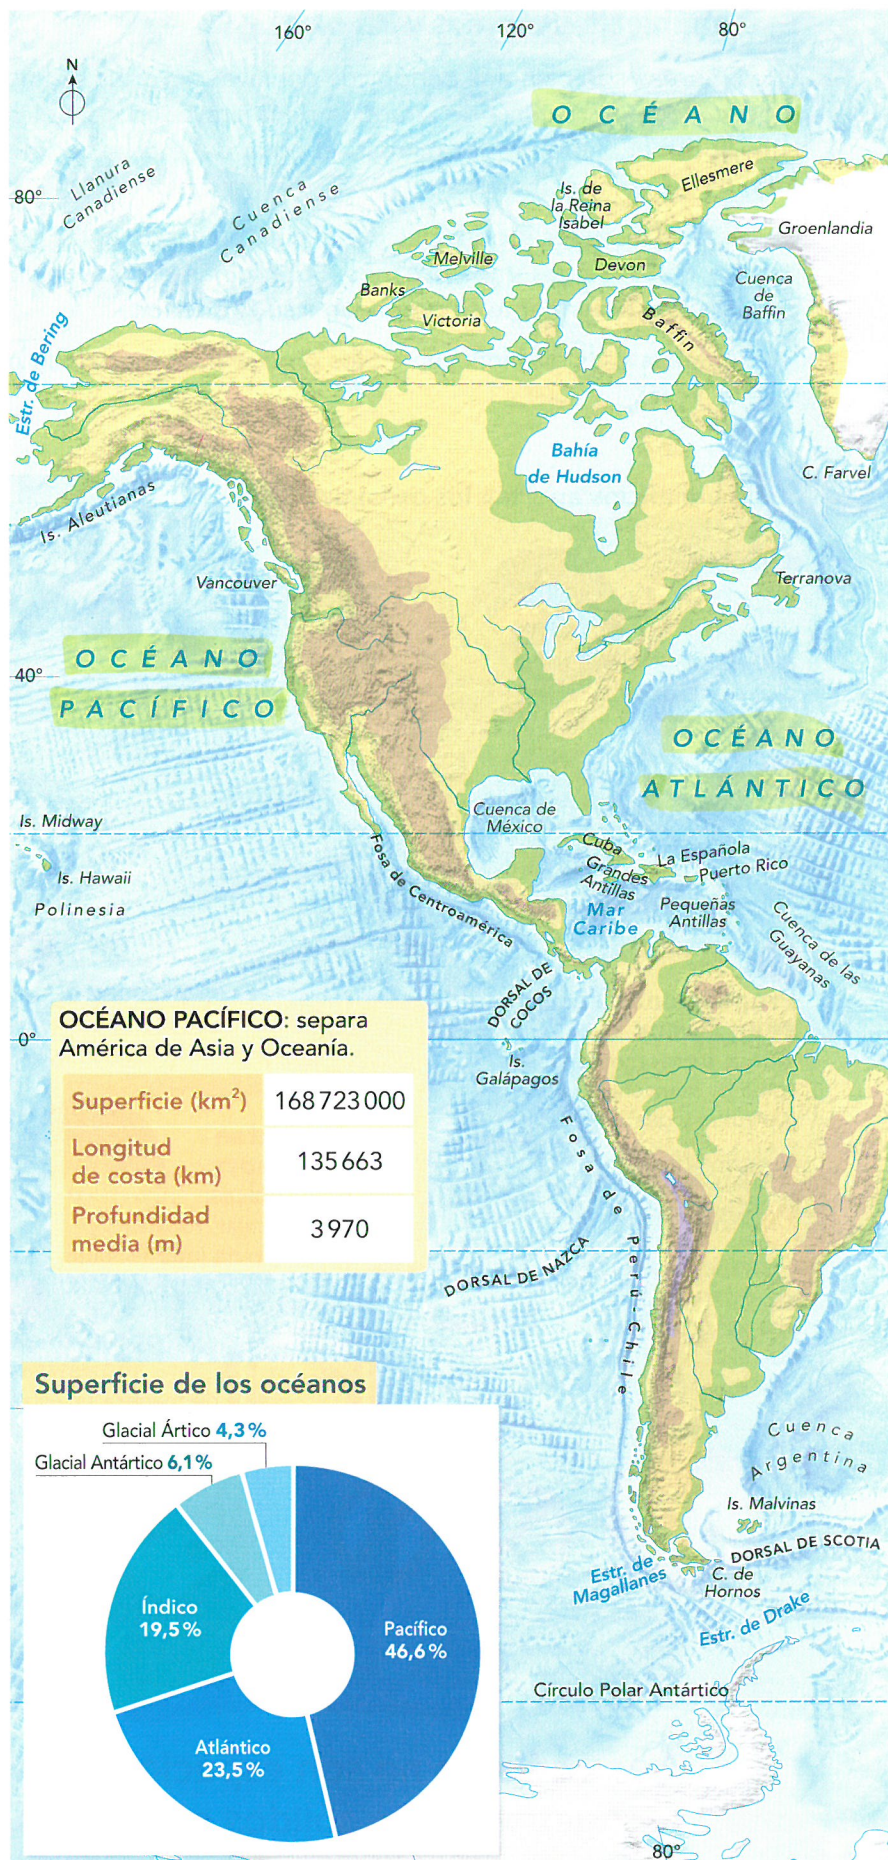 160°
120°
80°
N
OCÉANO
80°
Llanura
Canadiense
Cuenca
Canadiense
Is. de
la Reina
Isabel
Ellesmere
Groenlandia
Melville
Devon
Banks
Victoria
Cuenca
de
Baffin
Baffin
Estr. de Bering
Bahía
de Hudson
C. Farvel
Is. Aleutianas
Vancouver
Terranova
OCÉANO
PACÍFICO
40°
OCÉANO
ATLÁNTICO
Is. Midway
Cuenca de
México
Cuba
La Española
Grandes
Antillas
Puerto Rico
Is. Hawaii
Polinesia
Fosa de Centroamérica
Mar
Caribe
Pequeñas
Antillas
Cuenca de las
Guayanas
DORSAL DE
COCOS
OCÉANO PACÍFICO: separa
América de Asia y Oceanía.
0°
Is.
Galápagos
Superficie (km²) 168 723 000
Longitud
de costa (km) 135 663
Profundidad
media (m) 3 970
Fosa de Perú-Chile
DORSAL DE NAZCA
Superficie de los océanos
Glacial Ártico 4,3 %
Glacial Antártico 6,1 %
Índico
19,5 %
Pacífico
46,6 %
Atlántico
23,5 %
Cuenca
Argentina
Is. Malvinas
DORSAL DE SCOTIA
Estr. de
Magallanes
C. de
Hornos
Estr. de Drake
Círculo Polar Antártico
80°